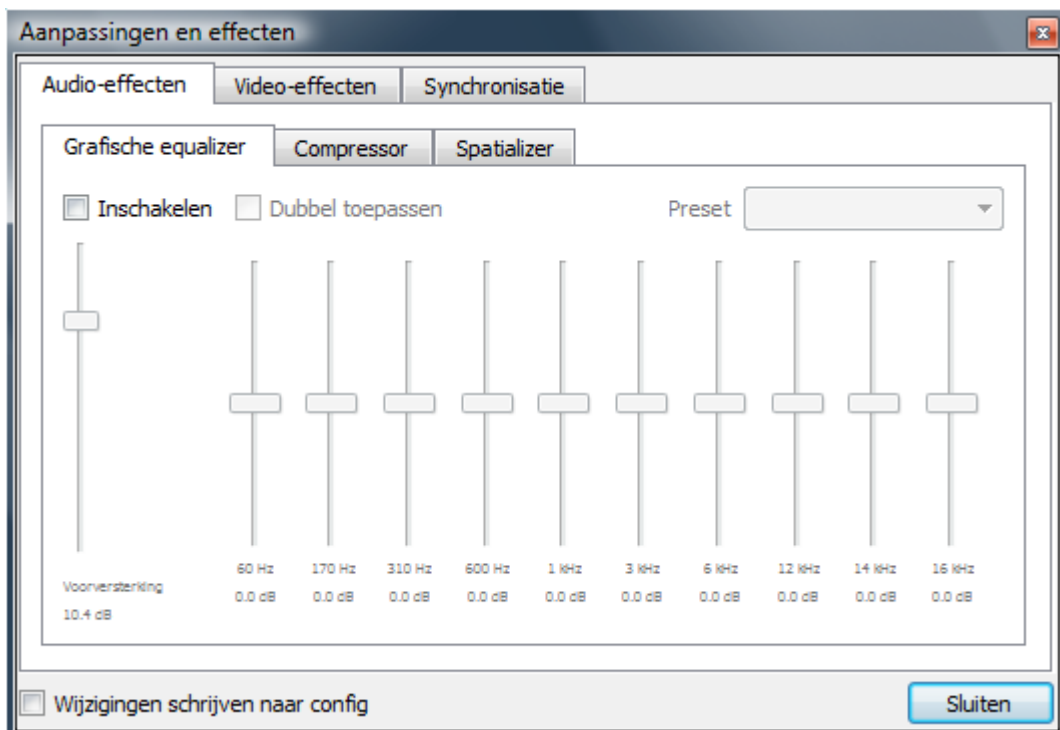 Aanpassingen en effecten
Audio-effecten Video-effecten Synchronisatie
Grafische equalizer Compressor Spatializer
Inschakelen Dubbel toepassen Preset
60 Hz 170 Hz 310 Hz 600 Hz 1 kHz 3 kHz 6 kHz 12 kHz 14 kHz 16 kHz
Voorversterking 0.0 dB 0.0 dB 0.0 dB 0.0 dB 0.0 dB 0.0 dB 0.0 dB 0.0 dB 0.0 dB 0.0 dB
10.4 dB
Wijzigingen schrijven naar config Sluiten